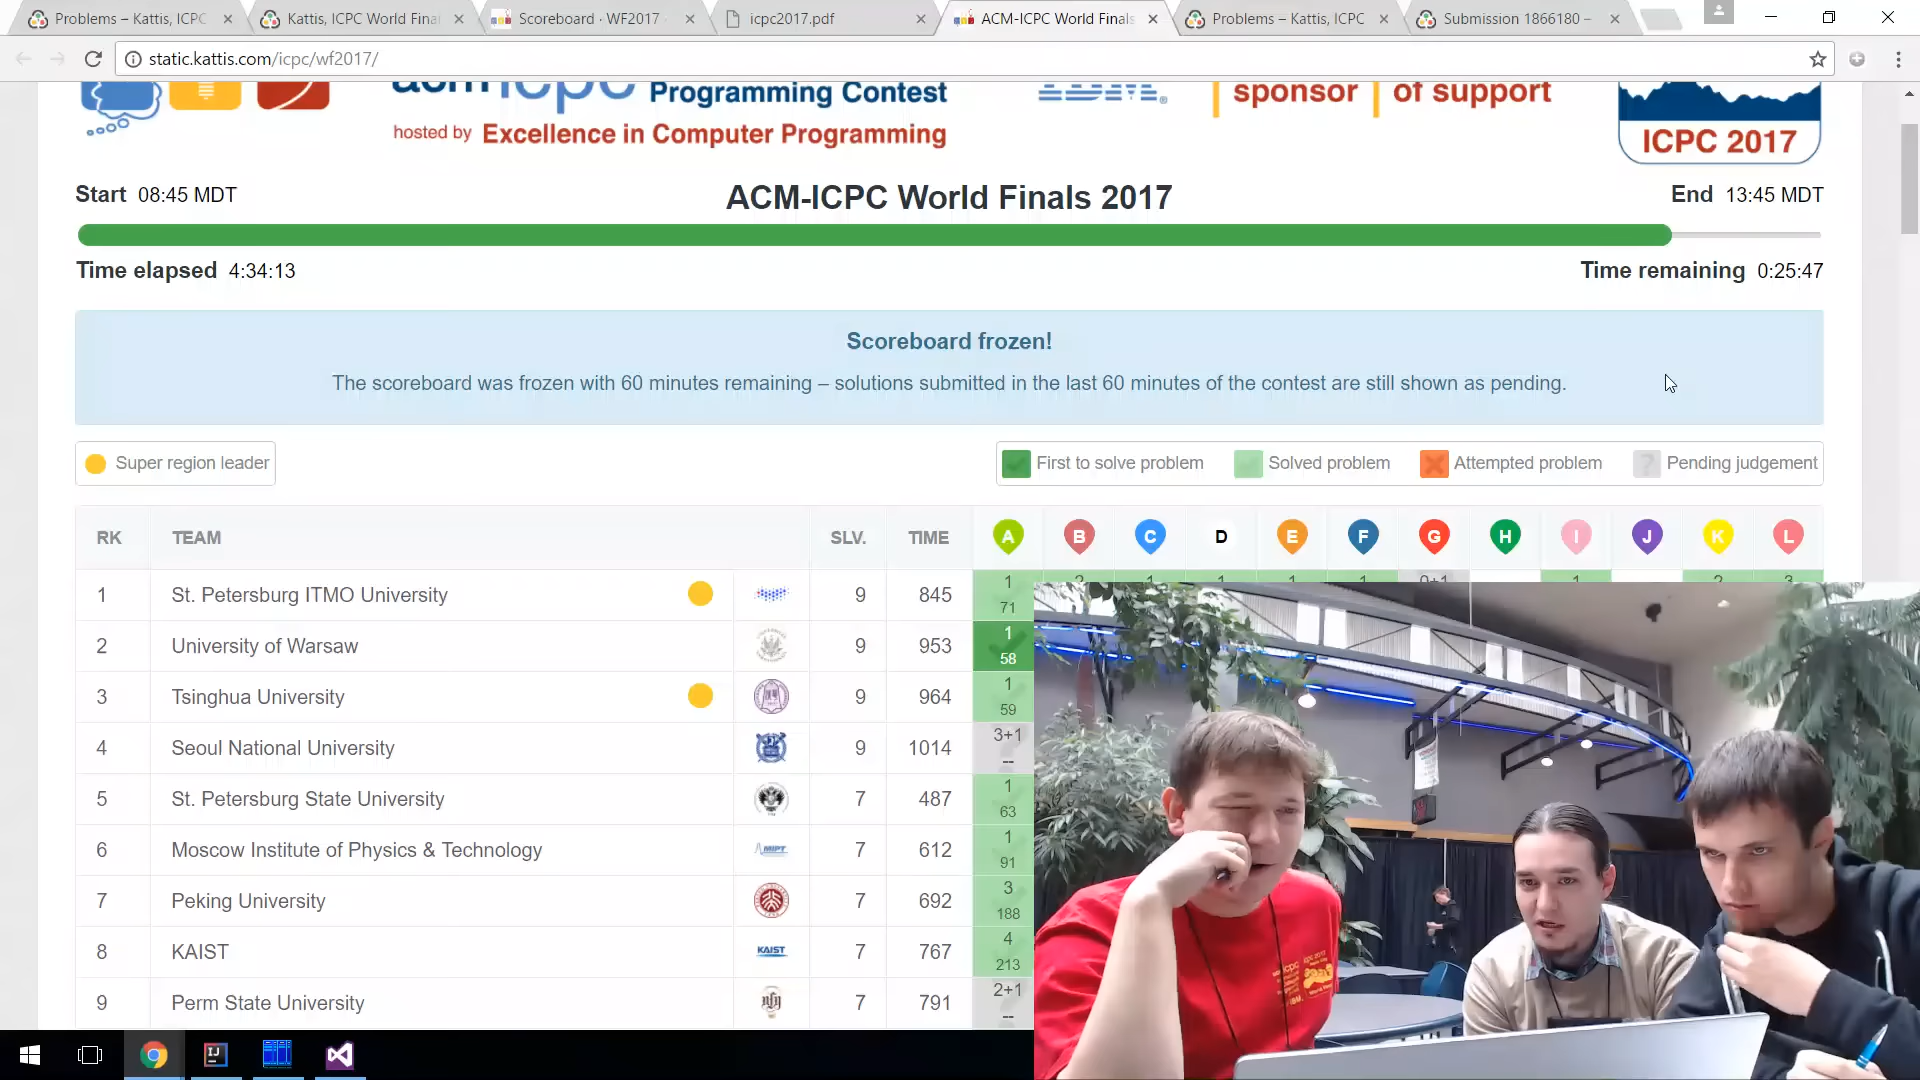 Problems – Kattis, ICPC
Kattis, ICPC World Final
Scoreboard · WF2017
icpc2017.pdf
ACM-ICPC World Finals
Problems – Kattis, ICPC
Submission 1866180 –
static.kattis.com/icpc/wf2017/
acm icpc Programming Contest
IBM
sponsor
of support
hosted by Excellence in Computer Programming
ICPC 2017
Start 08:45 MDT
ACM-ICPC World Finals 2017
End 13:45 MDT
Time elapsed 4:34:13
Time remaining 0:25:47
Scoreboard frozen!
The scoreboard was frozen with 60 minutes remaining – solutions submitted in the last 60 minutes of the contest are still shown as pending.
Super region leader
First to solve problem
Solved problem
Attempted problem
? Pending judgement
RK TEAM SLV. TIME A B C D E F G H I J K L
1 St. Petersburg ITMO University 9 845 1
71
2 University of Warsaw 9 953 1
58
3 Tsinghua University 9 964 1
59
4 Seoul National University 9 1014 3+1
--
5 St. Petersburg State University 7 487 1
63
6 Moscow Institute of Physics & Technology MIPT 7 612 1
91
7 Peking University 7 692 3
188
8 KAIST KAIST 7 767 4
213
9 Perm State University 7 791 2+1
--
IJ